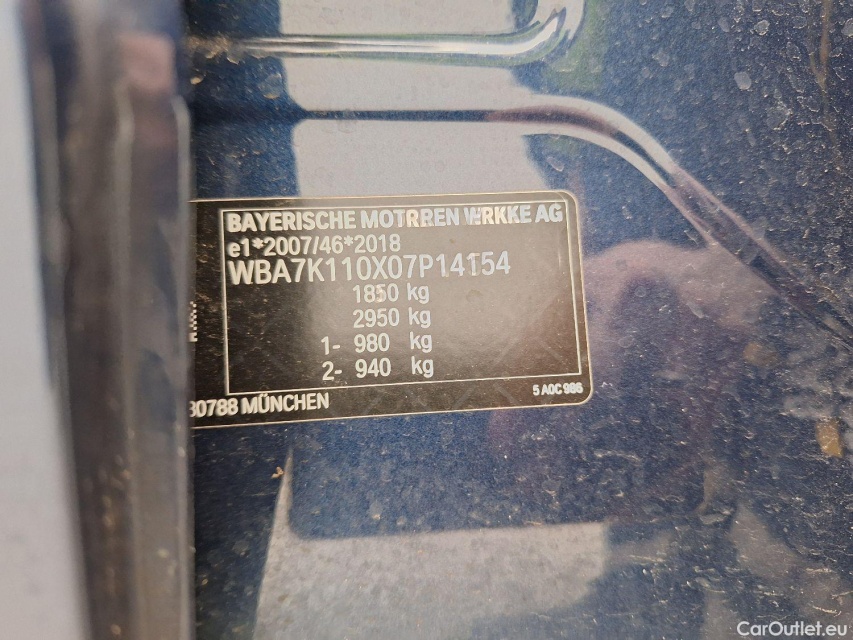 BAYERISCHE MOTRREN WRKKE AG
e1*2007/46*2018
WBA7K110X07P14154
1850 kg
2950 kg
1- 980 kg
2- 940 kg
80788 MÜNCHEN
5 A0C 986
CarOutlet.eu